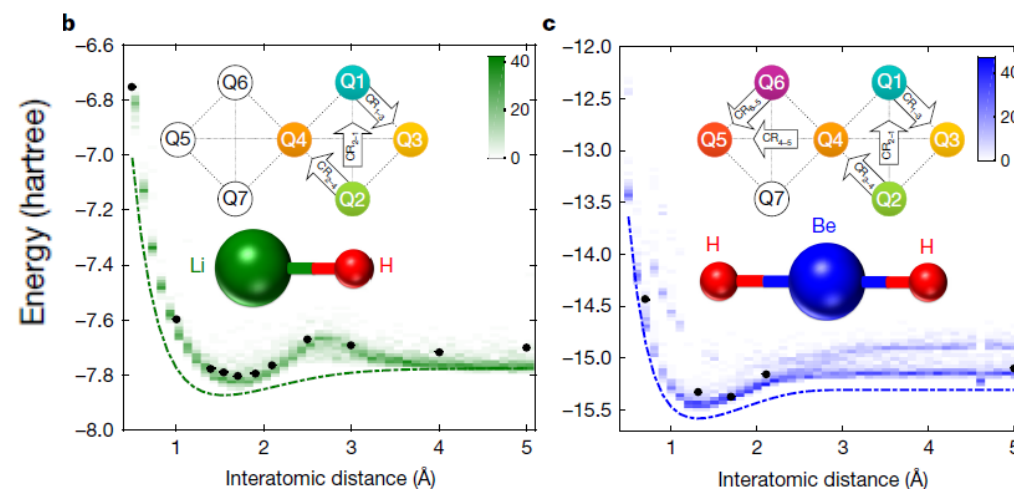 b
c
Energy (hartree)
−6.6
−6.8
−7.0
−7.2
−7.4
−7.6
−7.8
−8.0
40
20
0
Q6
Q1
Q5
Q4
Q3
Q7
Q2
CR1–3
CR2–1
CR2–4
Li
H
1
2
3
4
5
Interatomic distance (Å)
−12.0
−12.5
−13.0
−13.5
−14.0
−14.5
−15.0
−15.5
40
20
0
Q6
Q1
Q5
Q4
Q3
Q7
Q2
CR4–5
CR1–3
CR2–1
CR2–4
H
Be
H
1
2
3
4
5
Interatomic distance (Å)